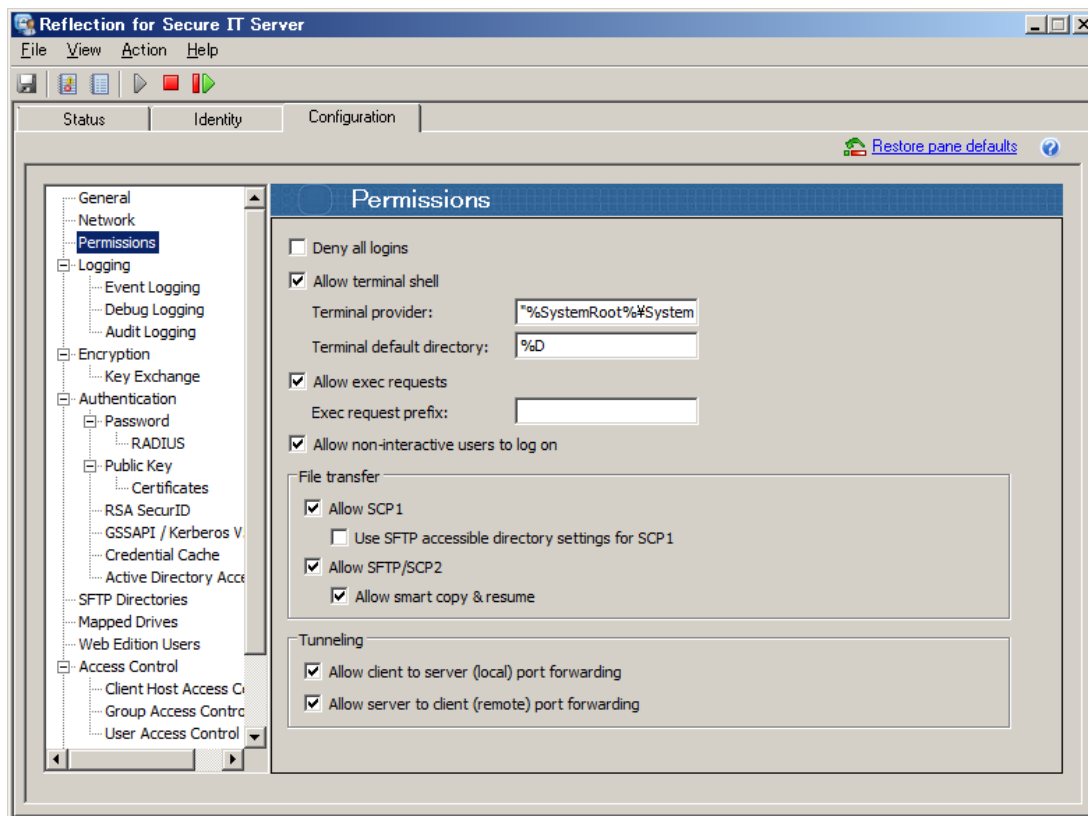 Reflection for Secure IT Server
File View Action Help
Status Identity Configuration
Restore pane defaults
General
Network
Permissions
Logging
Event Logging
Debug Logging
Audit Logging
Encryption
Key Exchange
Authentication
Password
RADIUS
Public Key
Certificates
RSA SecurID
GSSAPI / Kerberos V
Credential Cache
Active Directory Acce
SFTP Directories
Mapped Drives
Web Edition Users
Access Control
Client Host Access C
Group Access Contro
User Access Control
Permissions
Deny all logins
Allow terminal shell
Terminal provider: "%SystemRoot%¥System
Terminal default directory: %D
Allow exec requests
Exec request prefix:
Allow non-interactive users to log on
File transfer
Allow SCP1
Use SFTP accessible directory settings for SCP1
Allow SFTP/SCP2
Allow smart copy & resume
Tunneling
Allow client to server (local) port forwarding
Allow server to client (remote) port forwarding